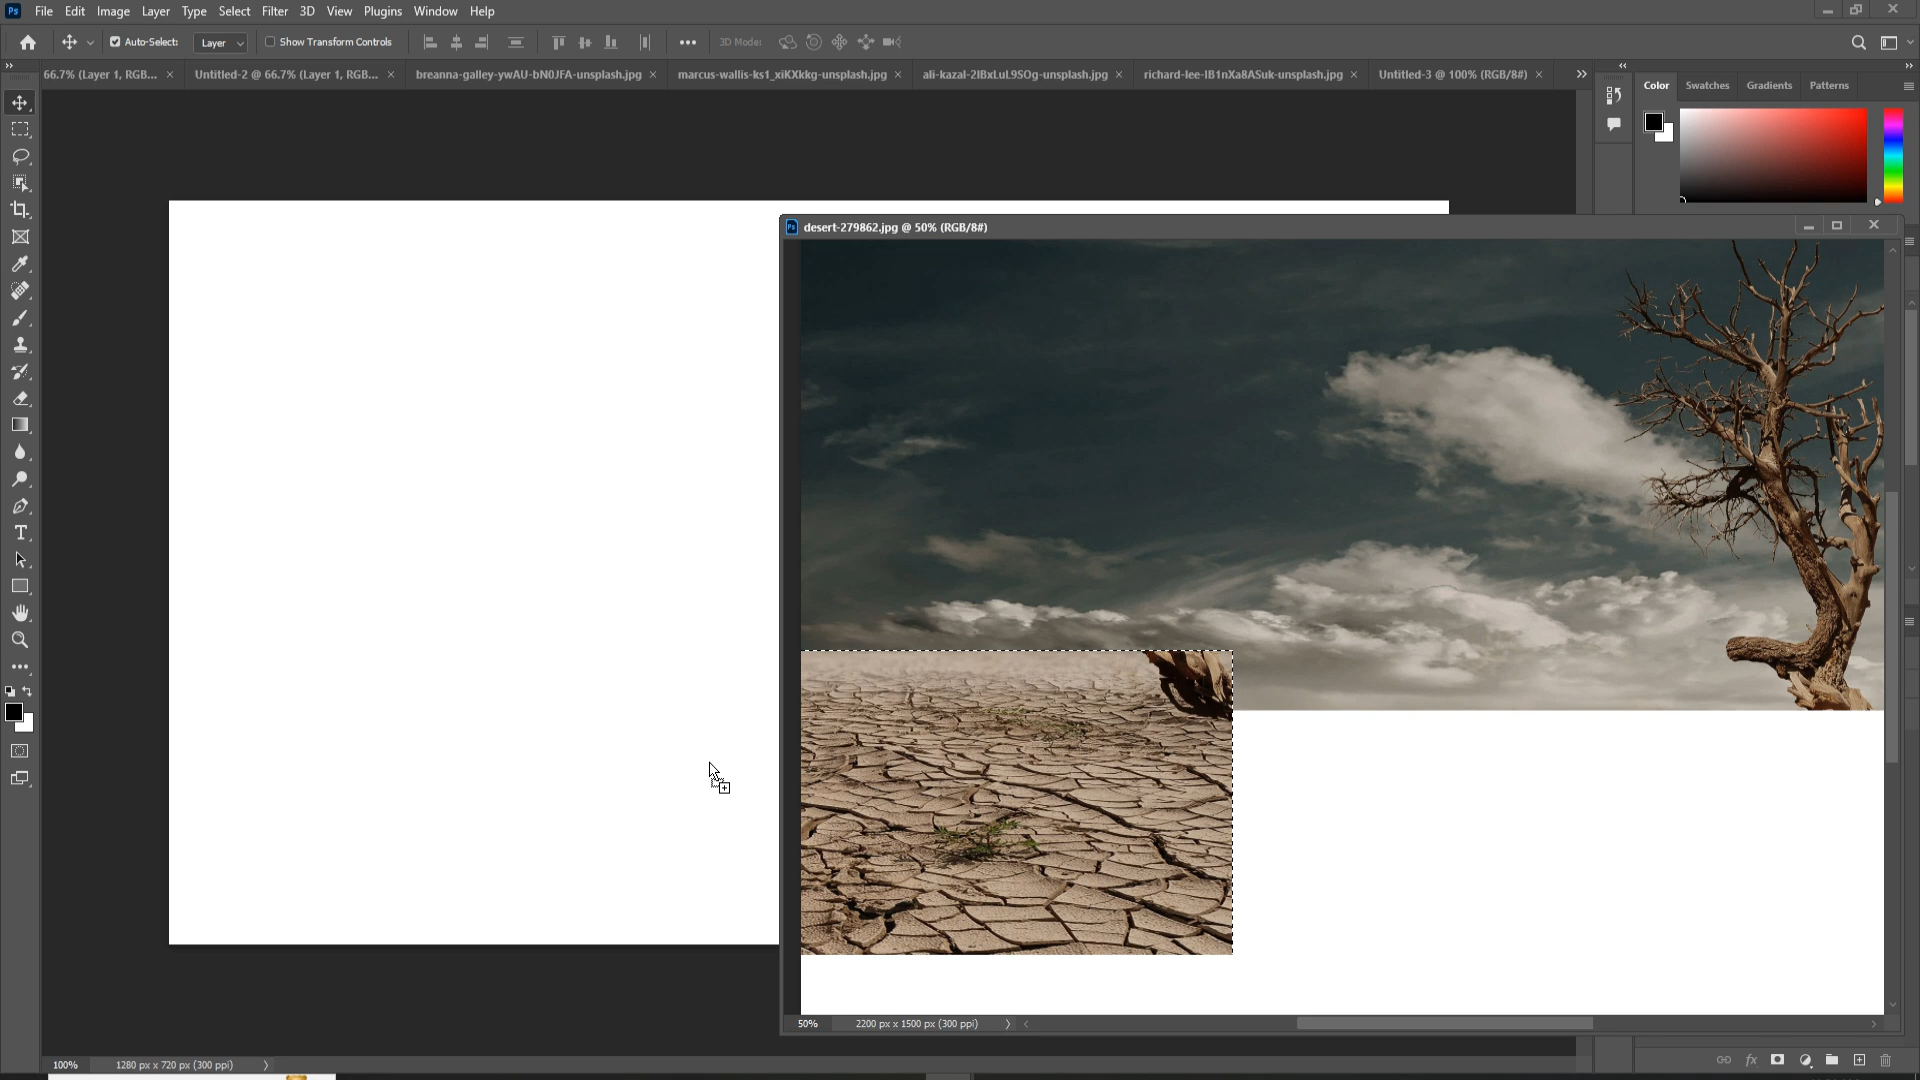 Ps File Edit Image Layer Type Select Filter 3D View Plugins Window Help
Auto-Select: Layer Show Transform Controls 3D Mode:
66.7% (Layer 1, RGB... × Untitled-2 @ 66.7% (Layer 1, RGB... × breanna-galley-ywAU-bN0JFA-unsplash.jpg × marcus-wallis-ks1_xiKXkkg-unsplash.jpg × ali-kazal-2IBxLuL9SOg-unsplash.jpg × richard-lee-IB1nXa8ASuk-unsplash.jpg × Untitled-3 @ 100% (RGB/8#) ×
Color Swatches Gradients Patterns
Ps desert-279862.jpg @ 50% (RGB/8#)
T
50% 2200 px x 1500 px (300 ppi)
fx
100% 1280 px x 720 px (300 ppi)